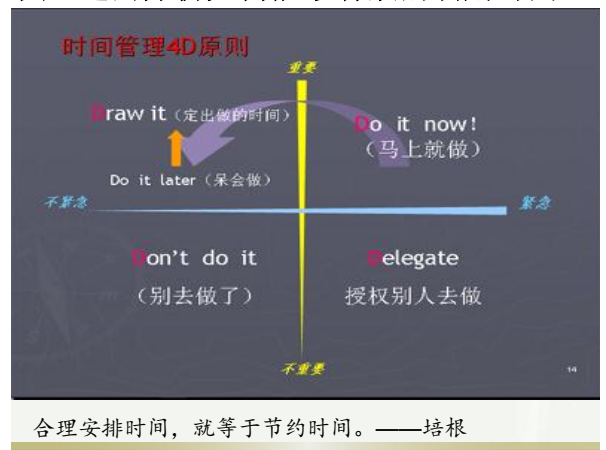 时间管理4D原则
重要
Draw it（定出做的时间）
Do it now!
（马上就做）
Do it later（呆会做）
不紧急
紧急
Don't do it
（别去做了）
Delegate
授权别人去做
不重要
14
合理安排时间，就等于节约时间。——培根